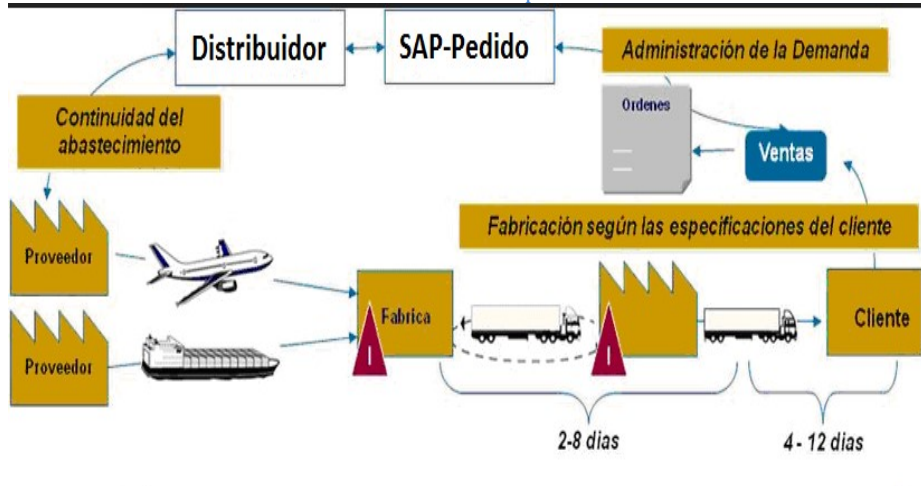 Distribuidor
SAP-Pedido
Administración de la Demanda
Continuidad del
abastecimiento
Ordenes
Ventas
Fabricación según las especificaciones del cliente
Proveedor
Fabrica
I
I
Cliente
Proveedor
2-8 dias
4 - 12 dias